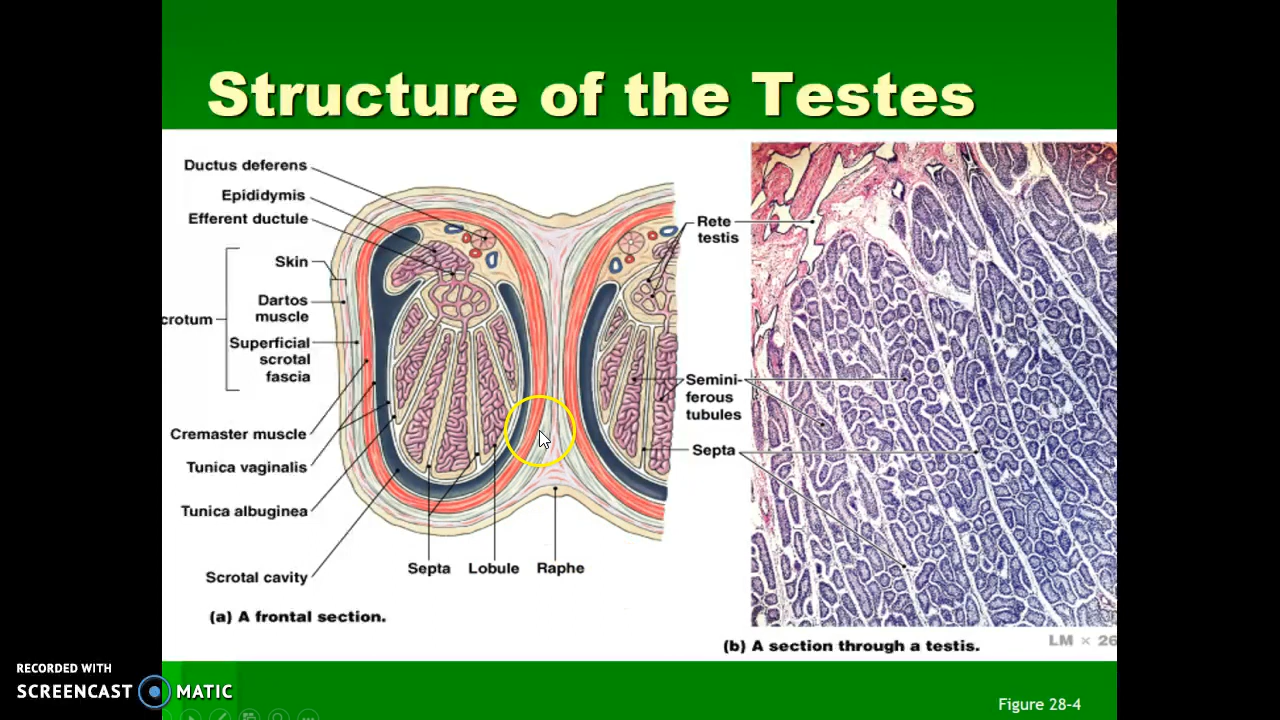 Structure of the Testes
Ductus deferens
Epididymis
Efferent ductule
Skin
Dartos
muscle
crotum
Superficial
scrotal
fascia
Cremaster muscle
Tunica vaginalis
Tunica albuginea
Scrotal cavity
Septa
Lobule
Raphe
(a) A frontal section.
Rete
testis
Semini-
ferous
tubules
Septa
(b) A section through a testis.
LM × 26
RECORDED WITH
SCREENCAST MATIC
Figure 28-4